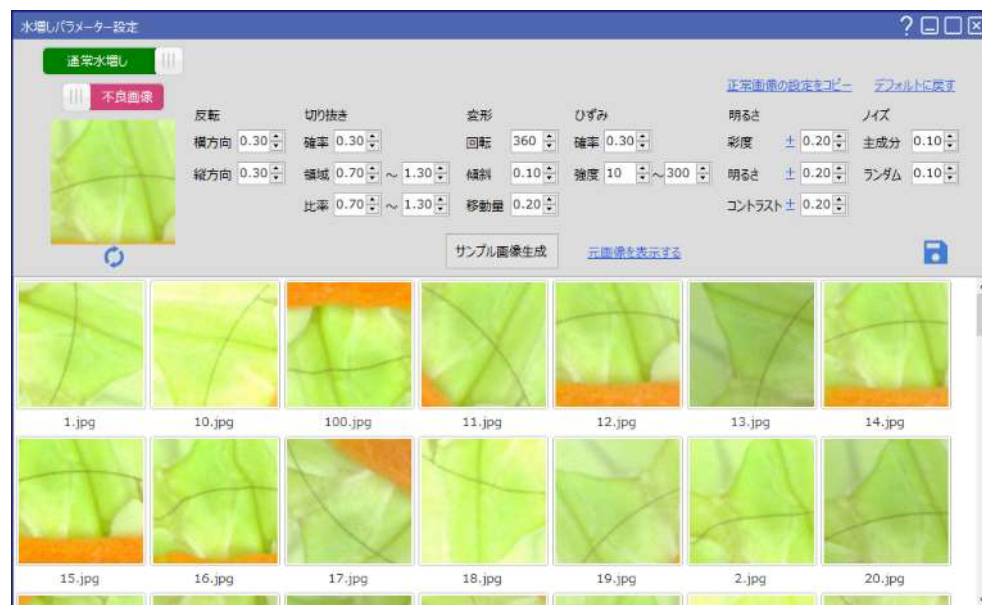 水増しパラメーター設定
?
通常水増し
不良画像
正常画像の設定をコピー デフォルトに戻す
反転 切り抜き 変形 ひずみ 明るさ ノイズ
横方向 0.30 確率 0.30 回転 360 確率 0.30 彩度 ± 0.20 主成分 0.10
縦方向 0.30 領域 0.70 ~ 1.30 傾斜 0.10 強度 10 ~ 300 明るさ ± 0.20 ランダム 0.10
比率 0.70 ~ 1.30 移動量 0.20 コントラスト ± 0.20
サンプル画像生成 元画像を表示する
1.jpg 10.jpg 100.jpg 11.jpg 12.jpg 13.jpg 14.jpg
15.jpg 16.jpg 17.jpg 18.jpg 19.jpg 2.jpg 20.jpg